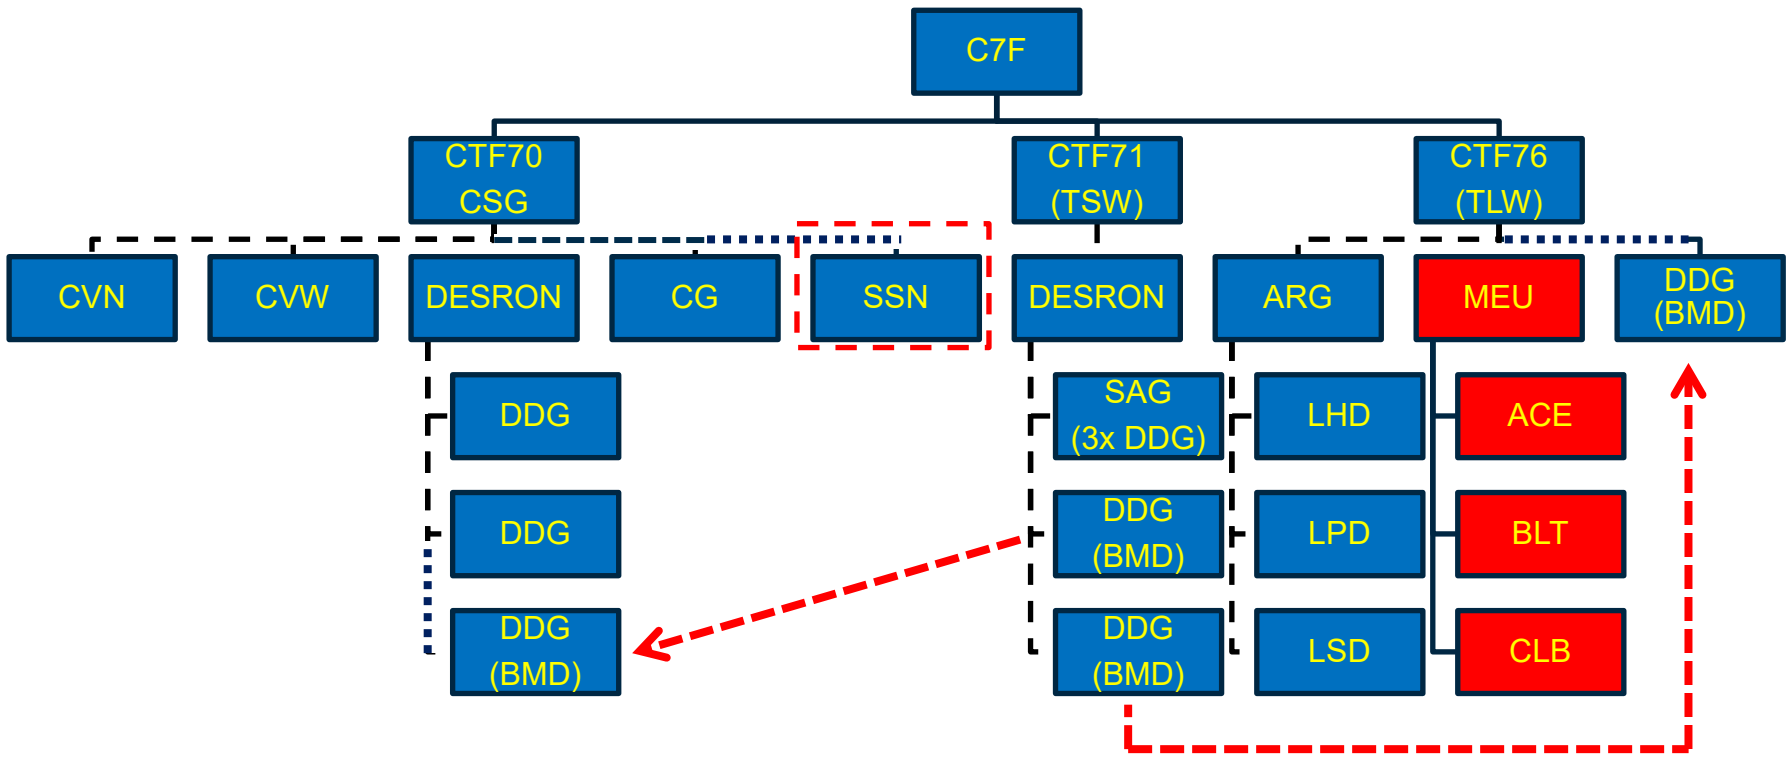 C7F
CTF70
CSG
CTF71
(TSW)
CTF76
(TLW)
CVN
CVW
DESRON
CG
SSN
DESRON
ARG
MEU
DDG
(BMD)
DDG
SAG
(3x DDG)
LHD
ACE
DDG
DDG
(BMD)
LPD
BLT
DDG
(BMD)
DDG
(BMD)
LSD
CLB